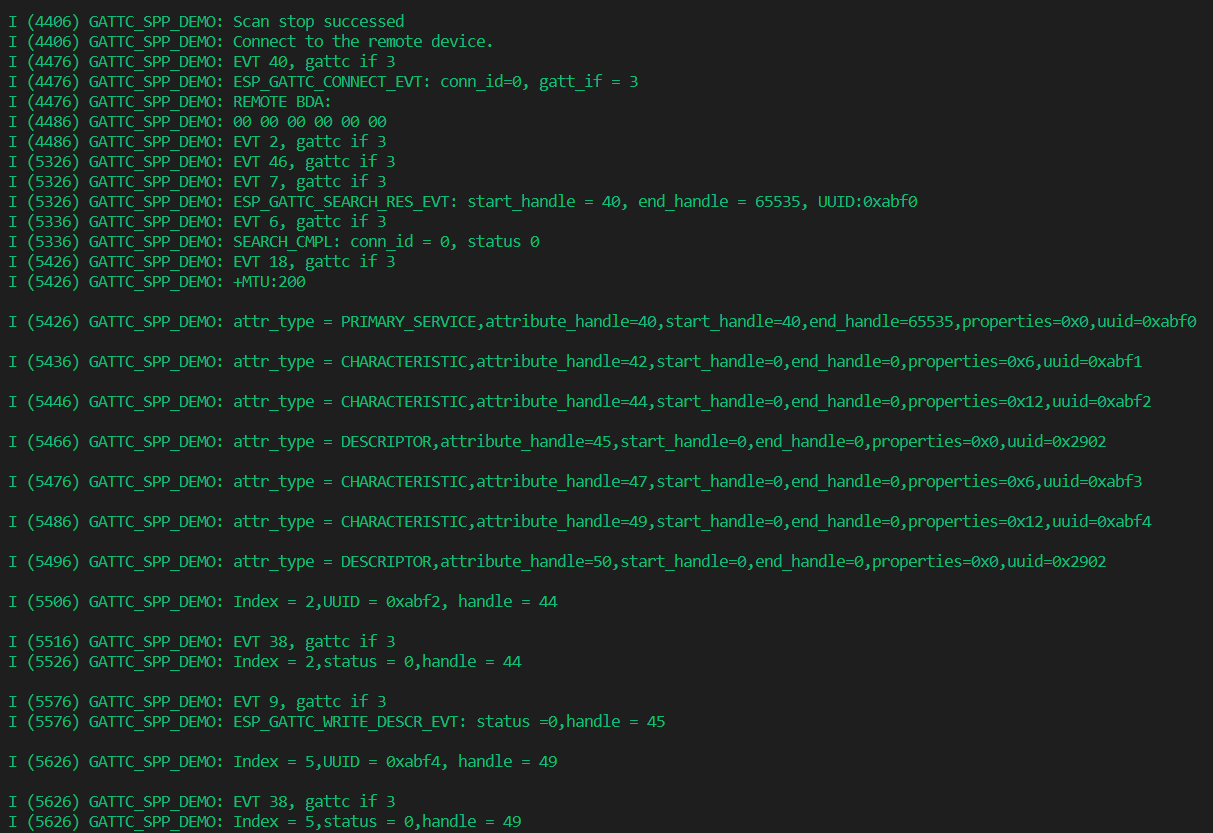 I (4406) GATTC_SPP_DEMO: Scan stop successed
I (4406) GATTC_SPP_DEMO: Connect to the remote device.
I (4476) GATTC_SPP_DEMO: EVT 40, gattc if 3
I (4476) GATTC_SPP_DEMO: ESP_GATTC_CONNECT_EVT: conn_id=0, gatt_if = 3
I (4476) GATTC_SPP_DEMO: REMOTE BDA:
I (4486) GATTC_SPP_DEMO: 00 00 00 00 00 00
I (4486) GATTC_SPP_DEMO: EVT 2, gattc if 3
I (5326) GATTC_SPP_DEMO: EVT 46, gattc if 3
I (5326) GATTC_SPP_DEMO: EVT 7, gattc if 3
I (5326) GATTC_SPP_DEMO: ESP_GATTC_SEARCH_RES_EVT: start_handle = 40, end_handle = 65535, UUID:0xabf0
I (5336) GATTC_SPP_DEMO: EVT 6, gattc if 3
I (5336) GATTC_SPP_DEMO: SEARCH_CMPL: conn_id = 0, status 0
I (5426) GATTC_SPP_DEMO: EVT 18, gattc if 3
I (5426) GATTC_SPP_DEMO: +MTU:200
I (5426) GATTC_SPP_DEMO: attr_type = PRIMARY_SERVICE,attribute_handle=40,start_handle=40,end_handle=65535,properties=0x0,uuid=0xabf0
I (5436) GATTC_SPP_DEMO: attr_type = CHARACTERISTIC,attribute_handle=42,start_handle=0,end_handle=0,properties=0x6,uuid=0xabf1
I (5446) GATTC_SPP_DEMO: attr_type = CHARACTERISTIC,attribute_handle=44,start_handle=0,end_handle=0,properties=0x12,uuid=0xabf2
I (5466) GATTC_SPP_DEMO: attr_type = DESCRIPTOR,attribute_handle=45,start_handle=0,end_handle=0,properties=0x0,uuid=0x2902
I (5476) GATTC_SPP_DEMO: attr_type = CHARACTERISTIC,attribute_handle=47,start_handle=0,end_handle=0,properties=0x6,uuid=0xabf3
I (5486) GATTC_SPP_DEMO: attr_type = CHARACTERISTIC,attribute_handle=49,start_handle=0,end_handle=0,properties=0x12,uuid=0xabf4
I (5496) GATTC_SPP_DEMO: attr_type = DESCRIPTOR,attribute_handle=50,start_handle=0,end_handle=0,properties=0x0,uuid=0x2902
I (5506) GATTC_SPP_DEMO: Index = 2,UUID = 0xabf2, handle = 44
I (5516) GATTC_SPP_DEMO: EVT 38, gattc if 3
I (5526) GATTC_SPP_DEMO: Index = 2,status = 0,handle = 44
I (5576) GATTC_SPP_DEMO: EVT 9, gattc if 3
I (5576) GATTC_SPP_DEMO: ESP_GATTC_WRITE_DESCR_EVT: status =0,handle = 45
I (5626) GATTC_SPP_DEMO: Index = 5,UUID = 0xabf4, handle = 49
I (5626) GATTC_SPP_DEMO: EVT 38, gattc if 3
I (5626) GATTC_SPP_DEMO: Index = 5,status = 0,handle = 49